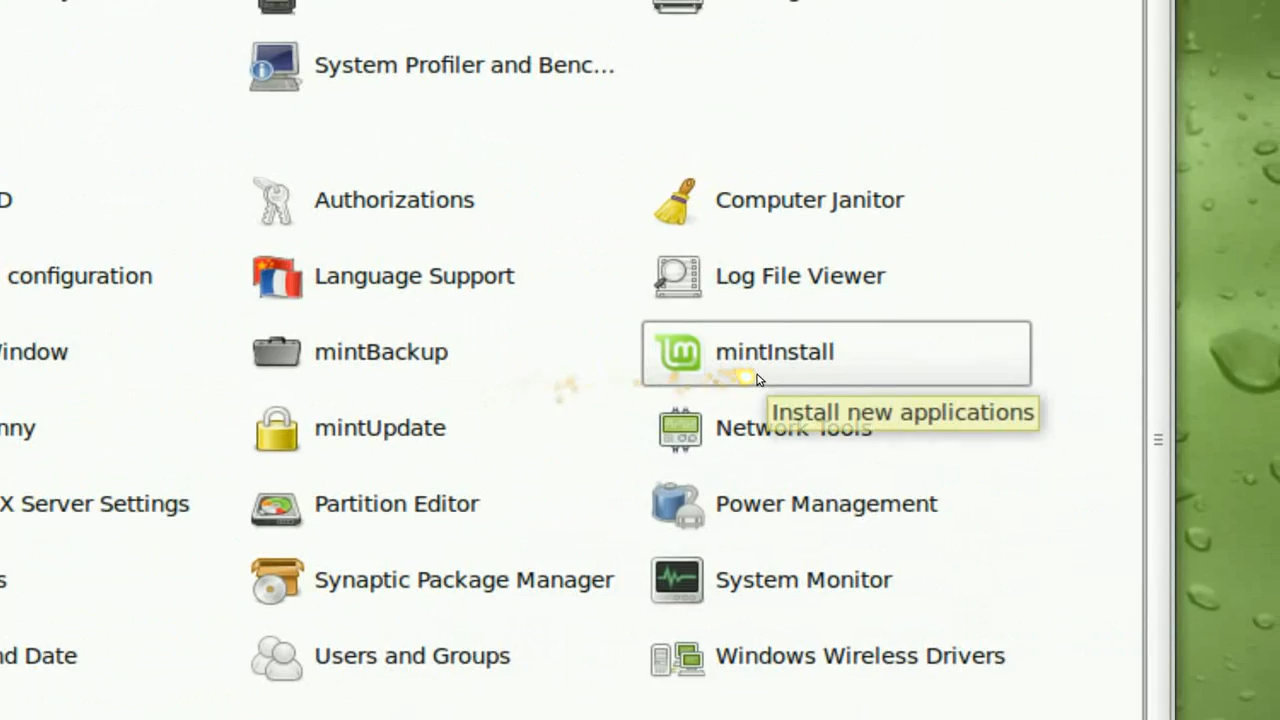 System Profiler and Benc...
D
Authorizations
Computer Janitor
configuration
Language Support
Log File Viewer
indow
mintBackup
mintInstall
Install new applications
nny
mintUpdate
Network Tools
X Server Settings
Partition Editor
Power Management
s
Synaptic Package Manager
System Monitor
nd Date
Users and Groups
Windows Wireless Drivers